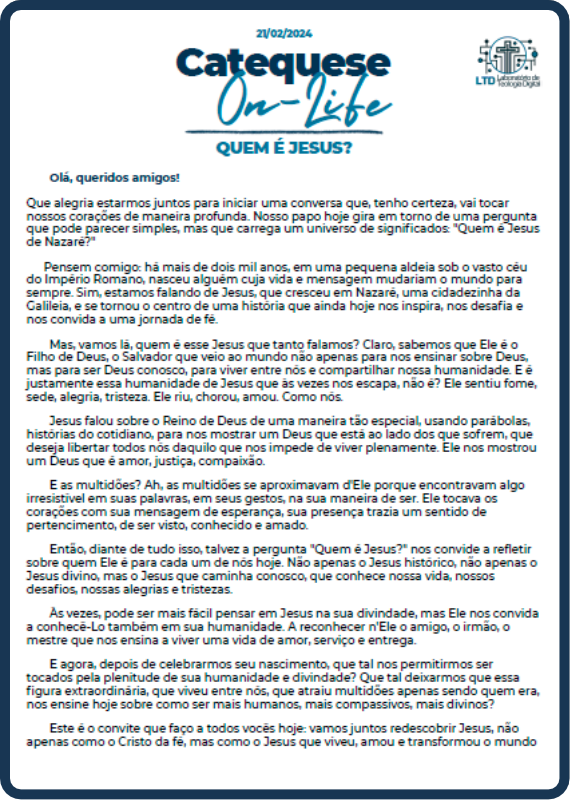 21/02/2024
Catequese
On-Life
LTD Laboratório de
Teologia Digital
QUEM É JESUS?
Olá, queridos amigos!
Que alegria estarmos juntos para iniciar uma conversa que, tenho certeza, vai tocar
nossos corações de maneira profunda. Nosso papo hoje gira em torno de uma pergunta
que pode parecer simples, mas que carrega um universo de significados: "Quem é Jesus
de Nazaré?"
Pensem comigo: há mais de dois mil anos, em uma pequena aldeia sob o vasto céu
do Império Romano, nasceu alguém cuja vida e mensagem mudariam o mundo para
sempre. Sim, estamos falando de Jesus, que cresceu em Nazaré, uma cidadezinha da
Galileia, e se tornou o centro de uma história que ainda hoje nos inspira, nos desafia e
nos convida a uma jornada de fé.
Mas, vamos lá, quem é esse Jesus que tanto falamos? Claro, sabemos que Ele é o
Filho de Deus, o Salvador que veio ao mundo não apenas para nos ensinar sobre Deus,
mas para ser Deus conosco, para viver entre nós e compartilhar nossa humanidade. E é
justamente essa humanidade de Jesus que às vezes nos escapa, não é? Ele sentiu fome,
sede, alegria, tristeza. Ele riu, chorou, amou. Como nós.
Jesus falou sobre o Reino de Deus de uma maneira tão especial, usando parábolas,
histórias do cotidiano, para nos mostrar um Deus que está ao lado dos que sofrem, que
deseja libertar todos nós daquilo que nos impede de viver plenamente. Ele nos mostrou
um Deus que é amor, justiça, compaixão.
E as multidões? Ah, as multidões se aproximavam d'Ele porque encontravam algo
irresistível em suas palavras, em seus gestos, na sua maneira de ser. Ele tocava os
corações com sua mensagem de esperança, sua presença trazia um sentido de
pertencimento, de ser visto, conhecido e amado.
Então, diante de tudo isso, talvez a pergunta "Quem é Jesus?" nos convide a refletir
sobre quem Ele é para cada um de nós hoje. Não apenas o Jesus histórico, não apenas o
Jesus divino, mas o Jesus que caminha conosco, que conhece nossa vida, nossos
desafios, nossas alegrias e tristezas.
Às vezes, pode ser mais fácil pensar em Jesus na sua divindade, mas Ele nos convida
a conhecê-Lo também em sua humanidade. A reconhecer n'Ele o amigo, o irmão, o
mestre que nos ensina a viver uma vida de amor, serviço e entrega.
E agora, depois de celebrarmos seu nascimento, que tal nos permitirmos ser
tocados pela plenitude de sua humanidade e divindade? Que tal deixarmos que essa
figura extraordinária, que viveu entre nós, que atraiu multidões apenas sendo quem era,
nos ensine hoje sobre como ser mais humanos, mais compassivos, mais divinos?
Este é o convite que faço a todos vocês hoje: vamos juntos redescobrir Jesus, não
apenas como o Cristo da fé, mas como o Jesus que viveu, amou e transformou o mundo